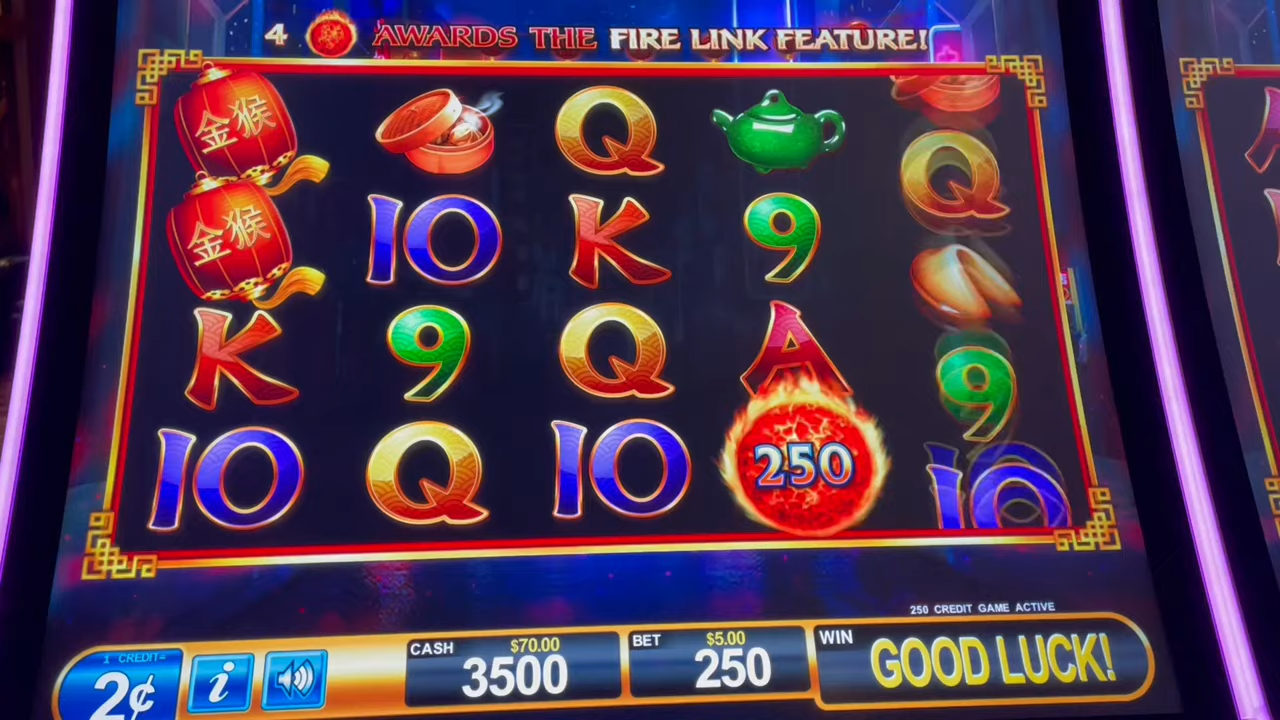 4 AWARDS THE FIRE LINK FEATURE!
金猴 Q
金猴 10 K 9 Q
K 9 Q A 9
10 Q 10 250 10
250 CREDIT GAME ACTIVE
1 CREDIT=
2¢
i
CASH $70.00
3500
BET $5.00
250
WIN GOOD LUCK!